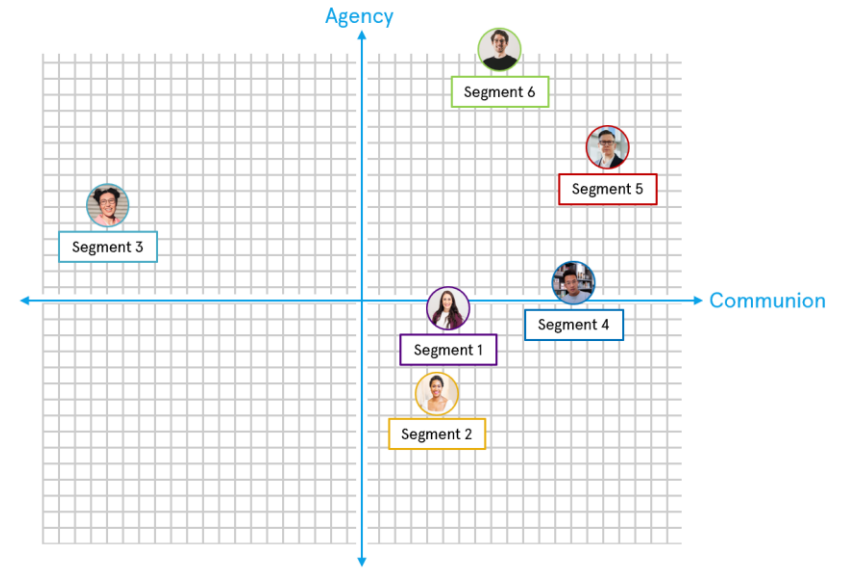 Agency
Segment 6
Segment 5
Segment 3
Communion
Segment 4
Segment 1
Segment 2